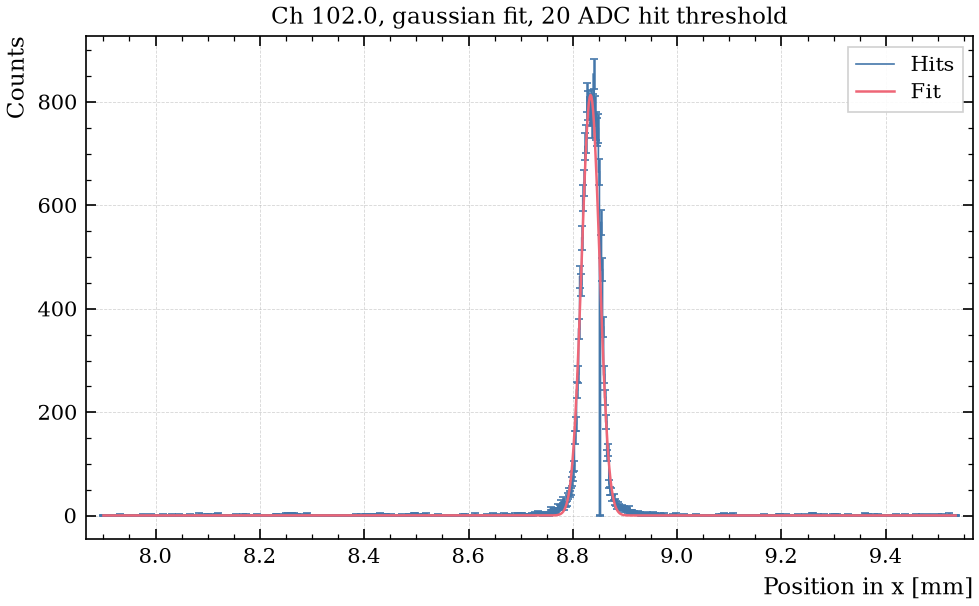 Ch 102.0, gaussian fit, 20 ADC hit threshold
Counts
Hits
Fit
800
600
400
200
0
8.0 8.2 8.4 8.6 8.8 9.0 9.2 9.4
Position in x [mm]